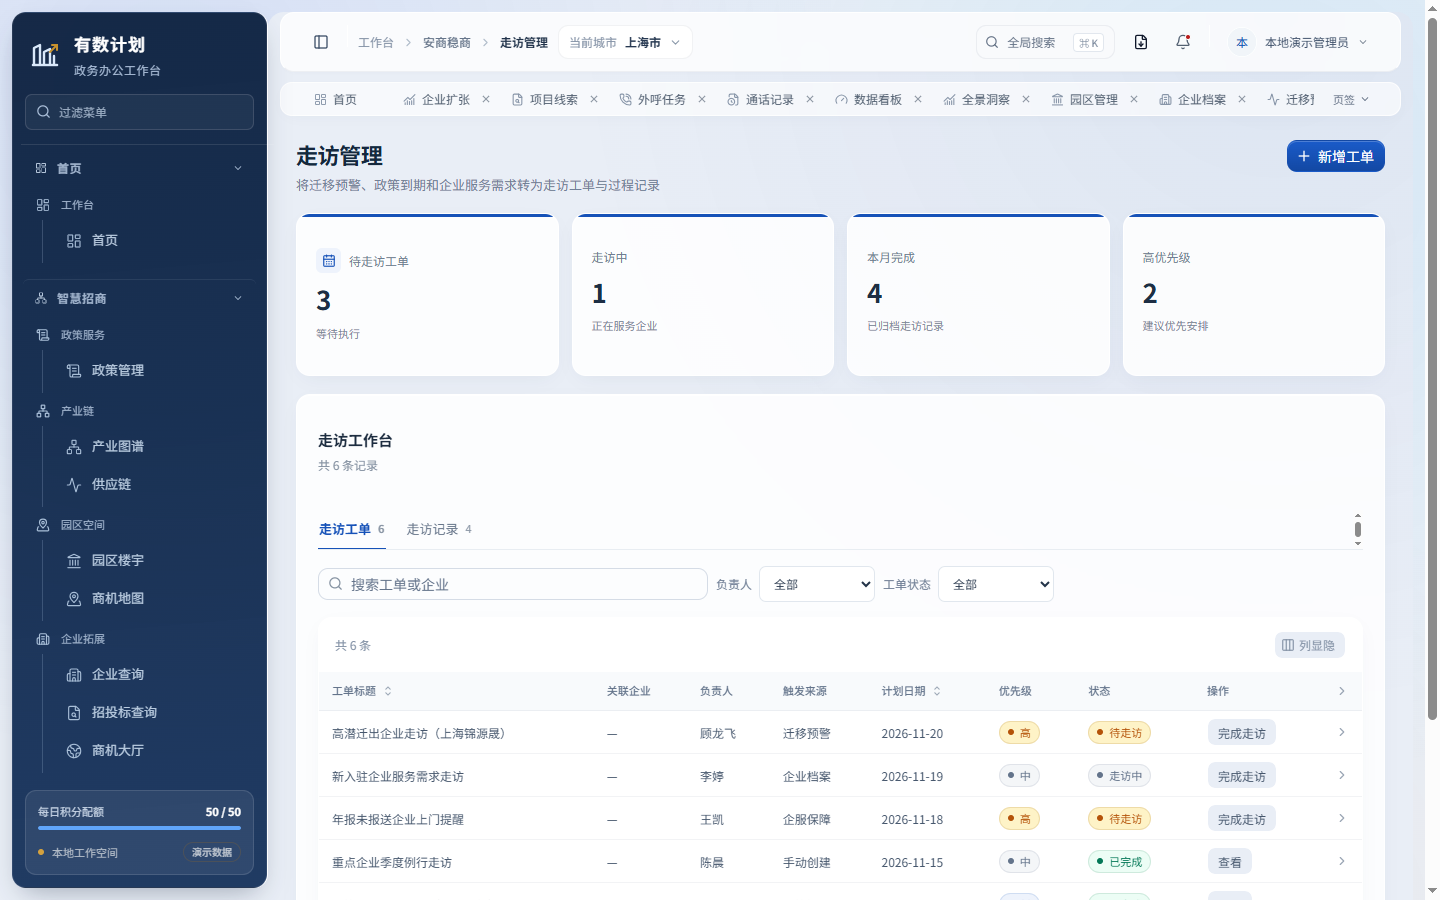 有数计划
政务办公工作台
过滤菜单
首页
工作台
首页
智慧招商
政策服务
政策管理
产业链
产业图谱
供应链
园区空间
园区楼宇
商机地图
企业拓展
企业查询
招投标查询
商机大厅
每日积分配额 50 / 50
本地工作空间 演示数据
工作台 安商稳商 走访管理 当前城市 上海市 全局搜索 ⌘K 本 本地演示管理员
首页 企业扩张 项目线索 外呼任务 通话记录 数据看板 全景洞察 园区管理 企业档案 迁移预 页签
走访管理
将迁移预警、政策到期和企业服务需求转为走访工单与过程记录
新增工单
待走访工单
3
等待执行
走访中
1
正在服务企业
本月完成
4
已归档走访记录
高优先级
2
建议优先安排
走访工作台
共 6 条记录
走访工单 6 走访记录 4
搜索工单或企业 负责人 全部 工单状态 全部
共 6 条 列显隐
工单标题 关联企业 负责人 触发来源 计划日期 优先级 状态 操作
高潜迁出企业走访（上海锦源晟） — 顾龙飞 迁移预警 2026-11-20 高 待走访 完成走访
新入驻企业服务需求走访 — 李婷 企业档案 2026-11-19 中 走访中 完成走访
年报未报送企业上门提醒 — 王凯 企服保障 2026-11-18 高 待走访 完成走访
重点企业季度例行走访 — 陈晨 手动创建 2026-11-15 中 已完成 查看